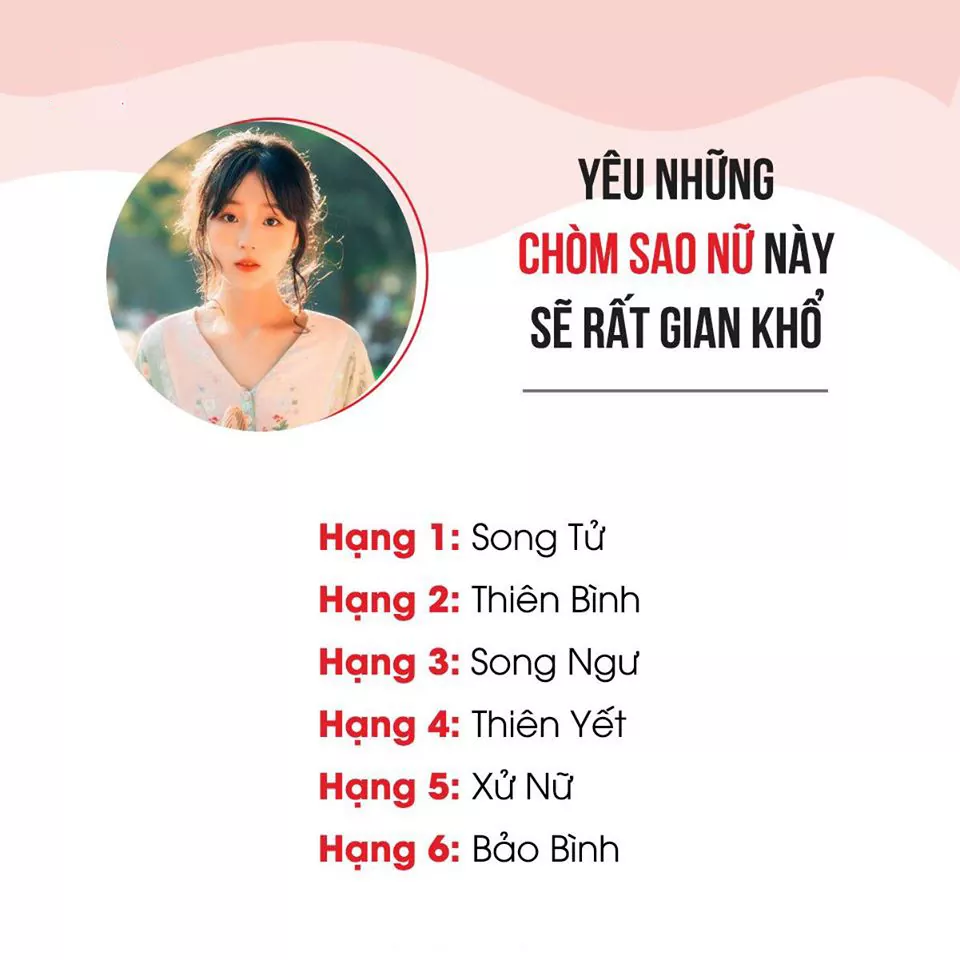 YÊU NHỮNG
CHÒM SAO NỮ NÀY
SẼ RẤT GIAN KHỔ
Hạng 1: Song Tử
Hạng 2: Thiên Bình
Hạng 3: Song Ngư
Hạng 4: Thiên Yết
Hạng 5: Xử Nữ
Hạng 6: Bảo Bình